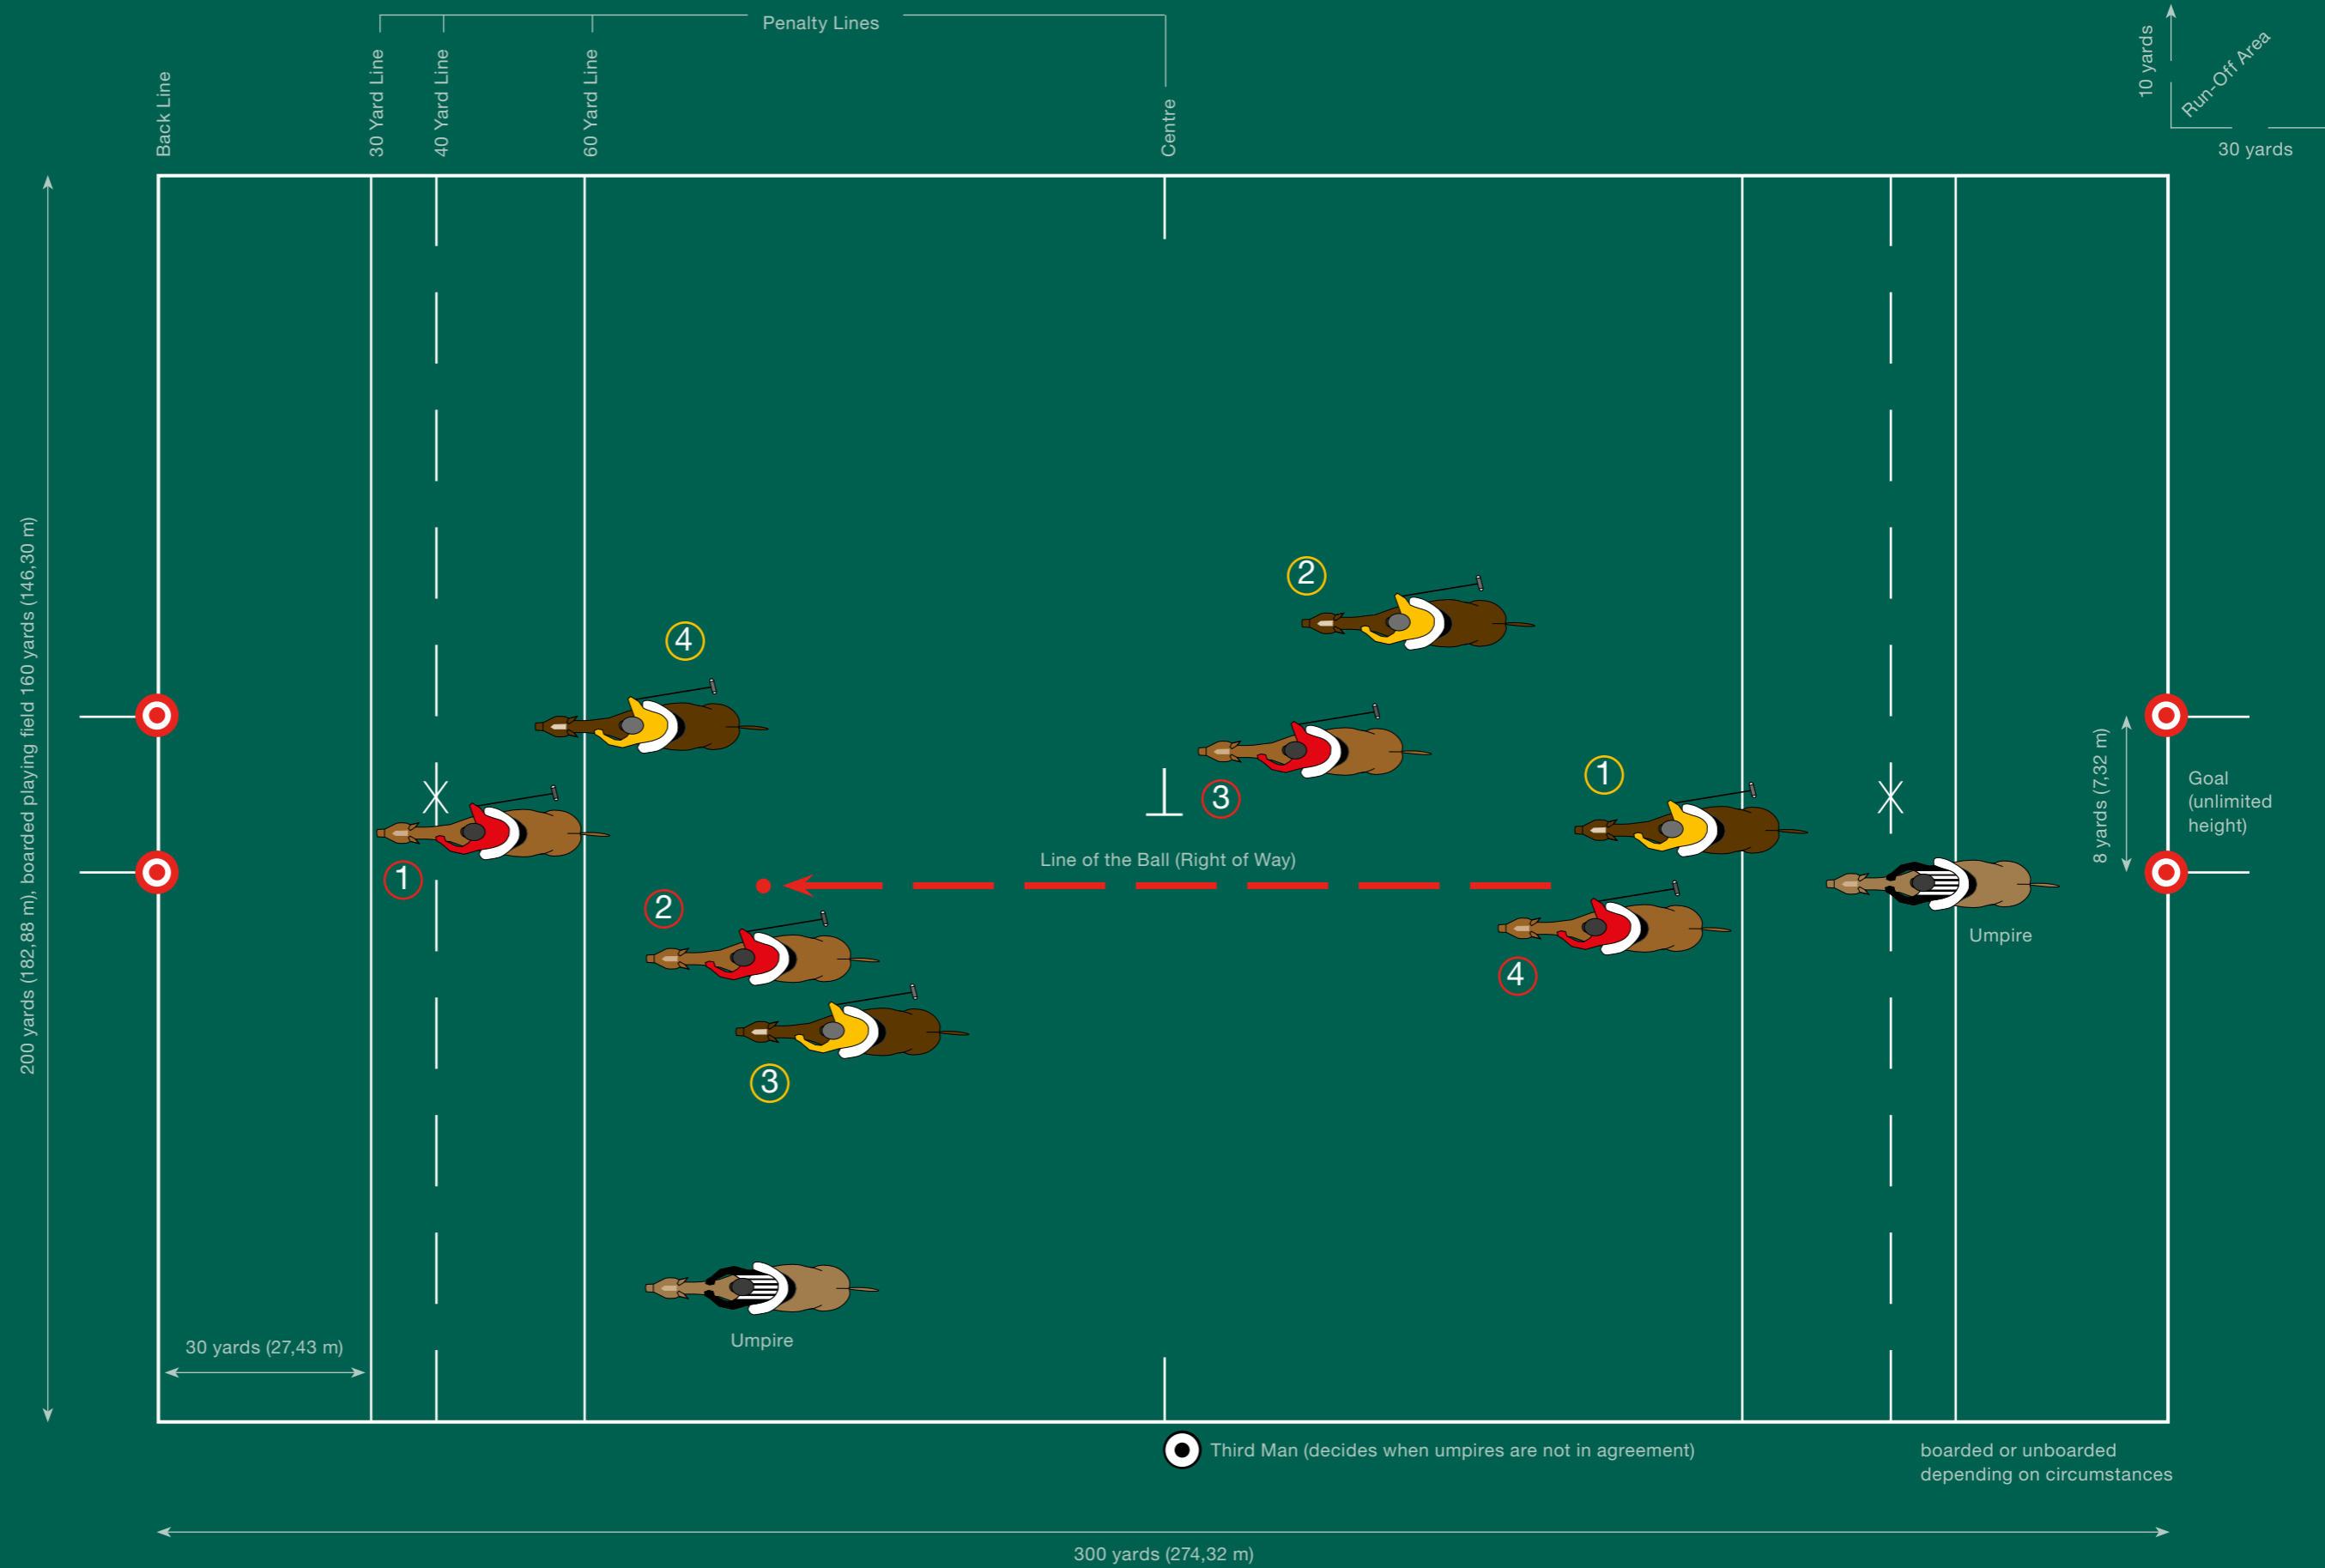 Penalty Lines
Back Line
30 Yard Line
40 Yard Line
60 Yard Line
Centre
10 yards
Run-Off Area
30 yards
200 yards (182,88 m), boarded playing field 160 yards (146,30 m)
2
4
3
1
1
Line of the Ball (Right of Way)
2
4
3
8 yards (7,32 m)
Goal
(unlimited
height)
Umpire
Umpire
30 yards (27,43 m)
Third Man (decides when umpires are not in agreement)
boarded or unboarded
depending on circumstances
300 yards (274,32 m)